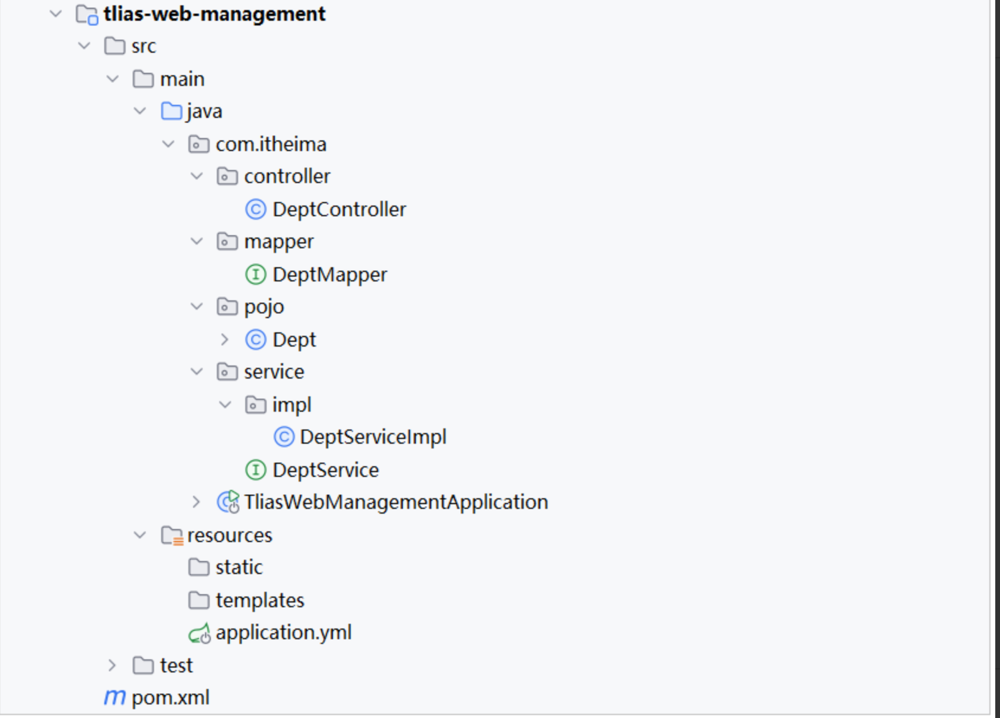 tlias-web-management
src
main
java
com.itheima
controller
DeptController
mapper
DeptMapper
pojo
Dept
service
impl
DeptServiceImpl
DeptService
TliasWebManagementApplication
resources
static
templates
application.yml
test
pom.xml